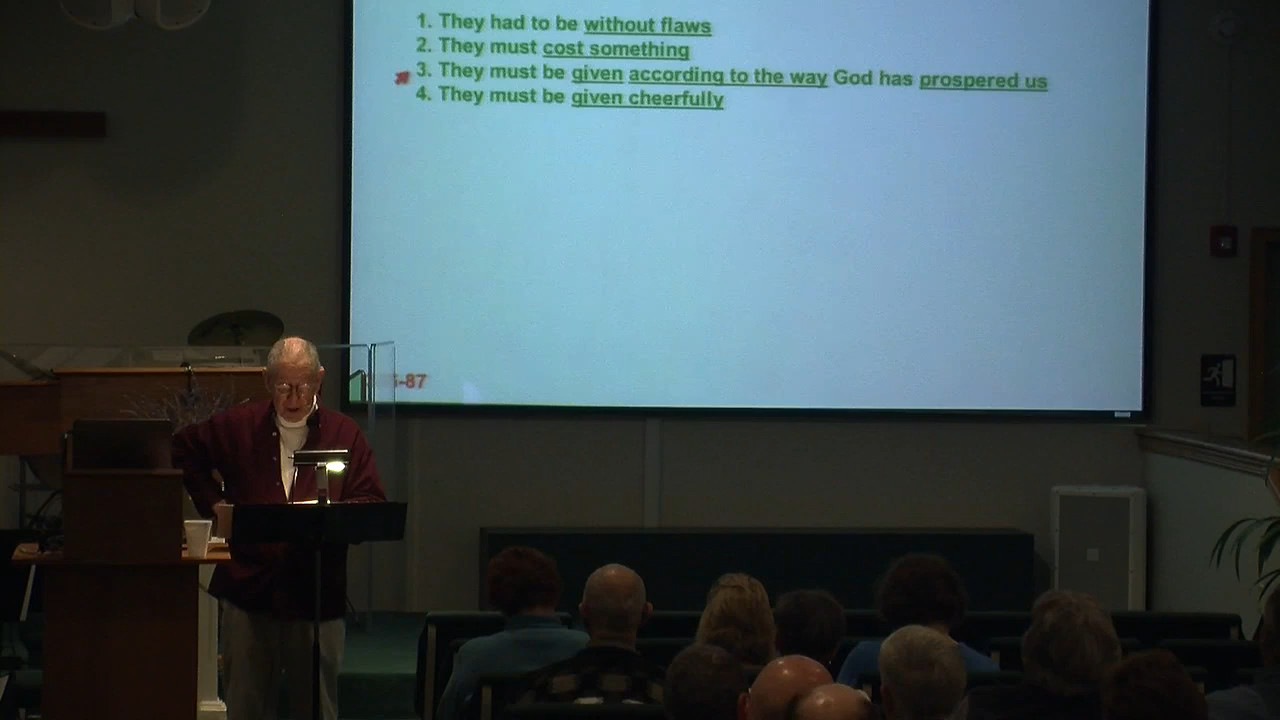 1. They had to be without flaws
2. They must cost something
3. They must be given according to the way God has prospered us
4. They must be given cheerfully
-87